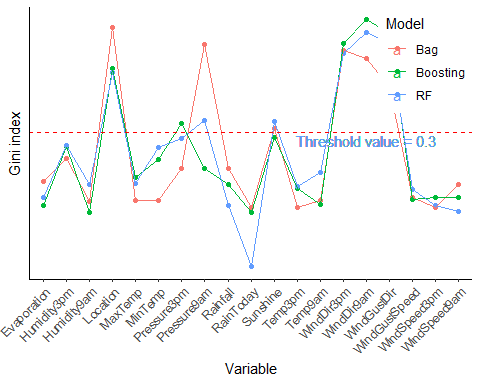 Model
a Bag
a Boosting
a RF
Threshold value = 0.3
Gini index
Evaporation
Humidity3pm
Humidity9am
Location
MaxTemp
MinTemp
Pressure3pm
Pressure9am
Rainfall
RainToday
Sunshine
Temp3pm
Temp9am
WindDir3pm
WindDir9am
WindGustDir
WindGustSpeed
WindSpeed3pm
WindSpeed9am
Variable